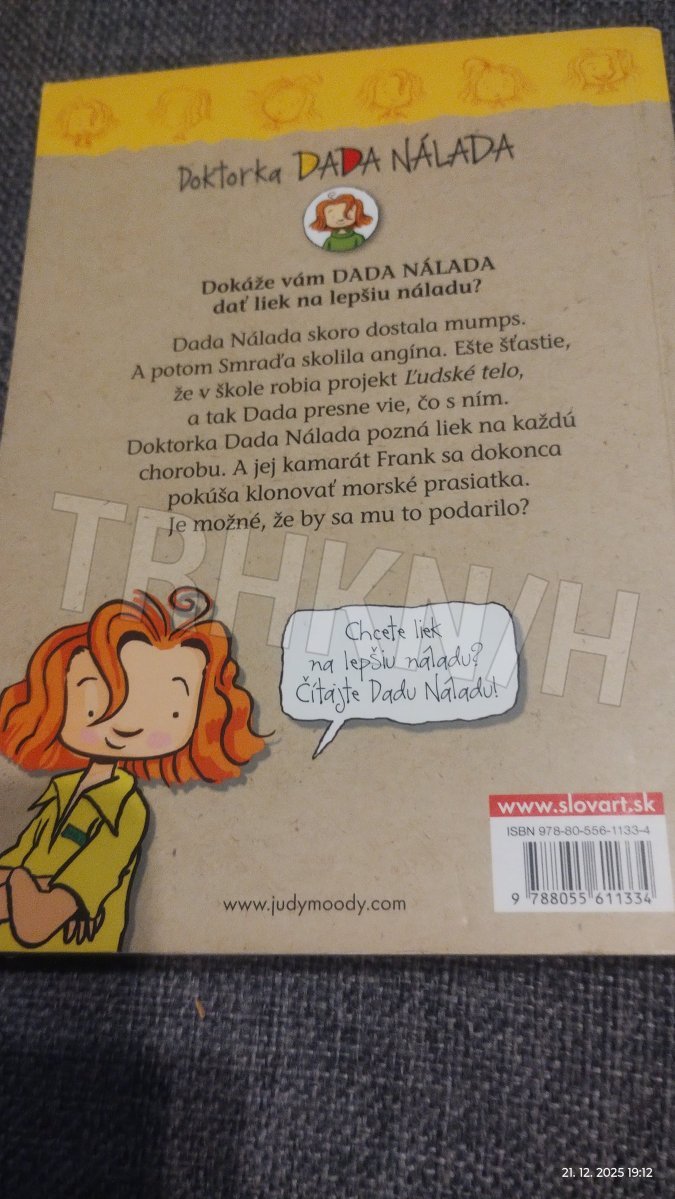 Doktorka DADA NÁLADA
Dokáže vám DADA NÁLADA
dať liek na lepšiu náladu?
Dada Nálada skoro dostala mumps.
A potom Smraďa skolila angína. Ešte šťastie,
že v škole robia projekt Ľudské telo,
a tak Dada presne vie, čo s ním.
Doktorka Dada Nálada pozná liek na každú
chorobu. A jej kamarát Frank sa dokonca
pokúša klonovať morské prasiatka.
Je možné, že by sa mu to podarilo?
TRHKNIH
Chcete liek
na lepšiu náladu?
Čítajte Dadu Náladu!
www.slovart.sk
ISBN 978-80-556-1133-4
9 788055 611334
www.judymoody.com
21. 12. 2025 19:12